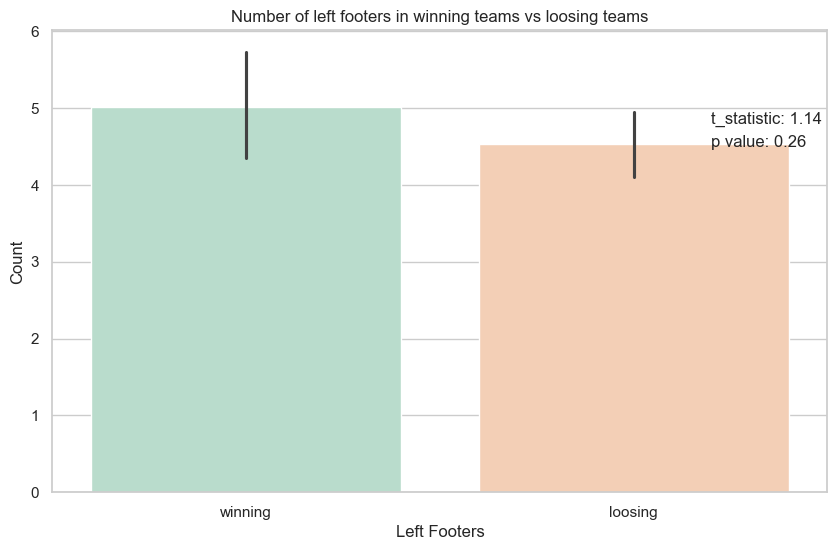 Number of left footers in winning teams vs loosing teams
6
5
4
3
2
1
0
Count
t_statistic: 1.14
p value: 0.26
winning
loosing
Left Footers